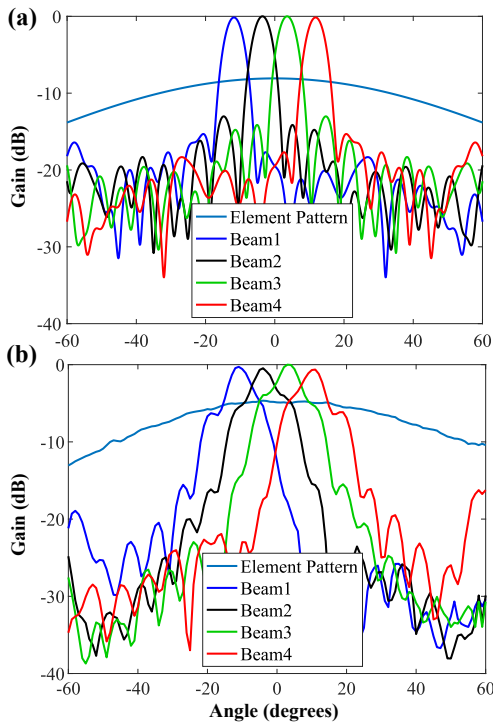 (a)
0
-10
-20
-30
-40
Gain (dB)
Element Pattern
Beam1
Beam2
Beam3
Beam4
-60 -40 -20 0 20 40 60
(b)
0
-10
-20
-30
-40
Gain (dB)
Element Pattern
Beam1
Beam2
Beam3
Beam4
-60 -40 -20 0 20 40 60
Angle (degrees)